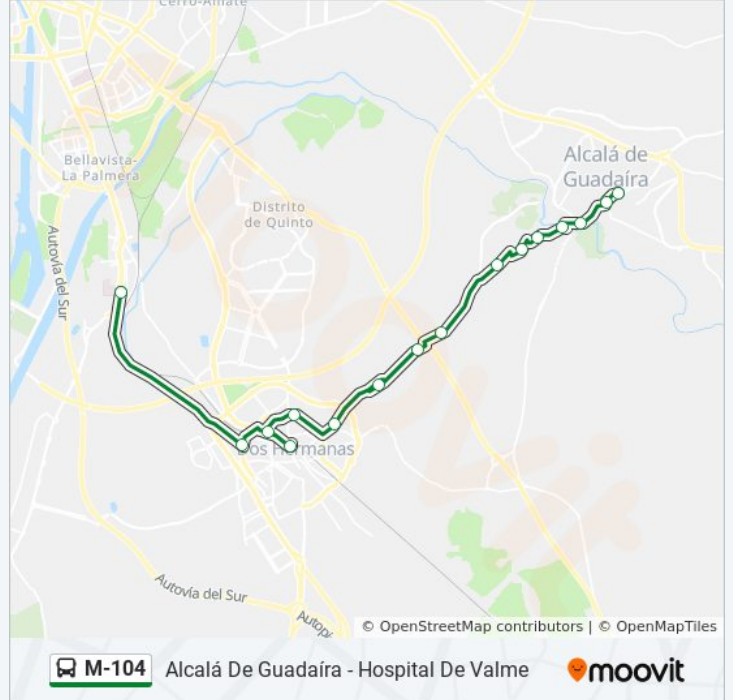 Cerro-Amate
Bellavista-
La Palmera
Alcalá de
Guadaíra
Distrito
de Quinto
Autovía del Sur
Dos Hermanas
Autovía del Sur
Autop
© OpenStreetMap contributors | © OpenMapTiles
M-104 Alcalá De Guadaíra - Hospital De Valme moovit